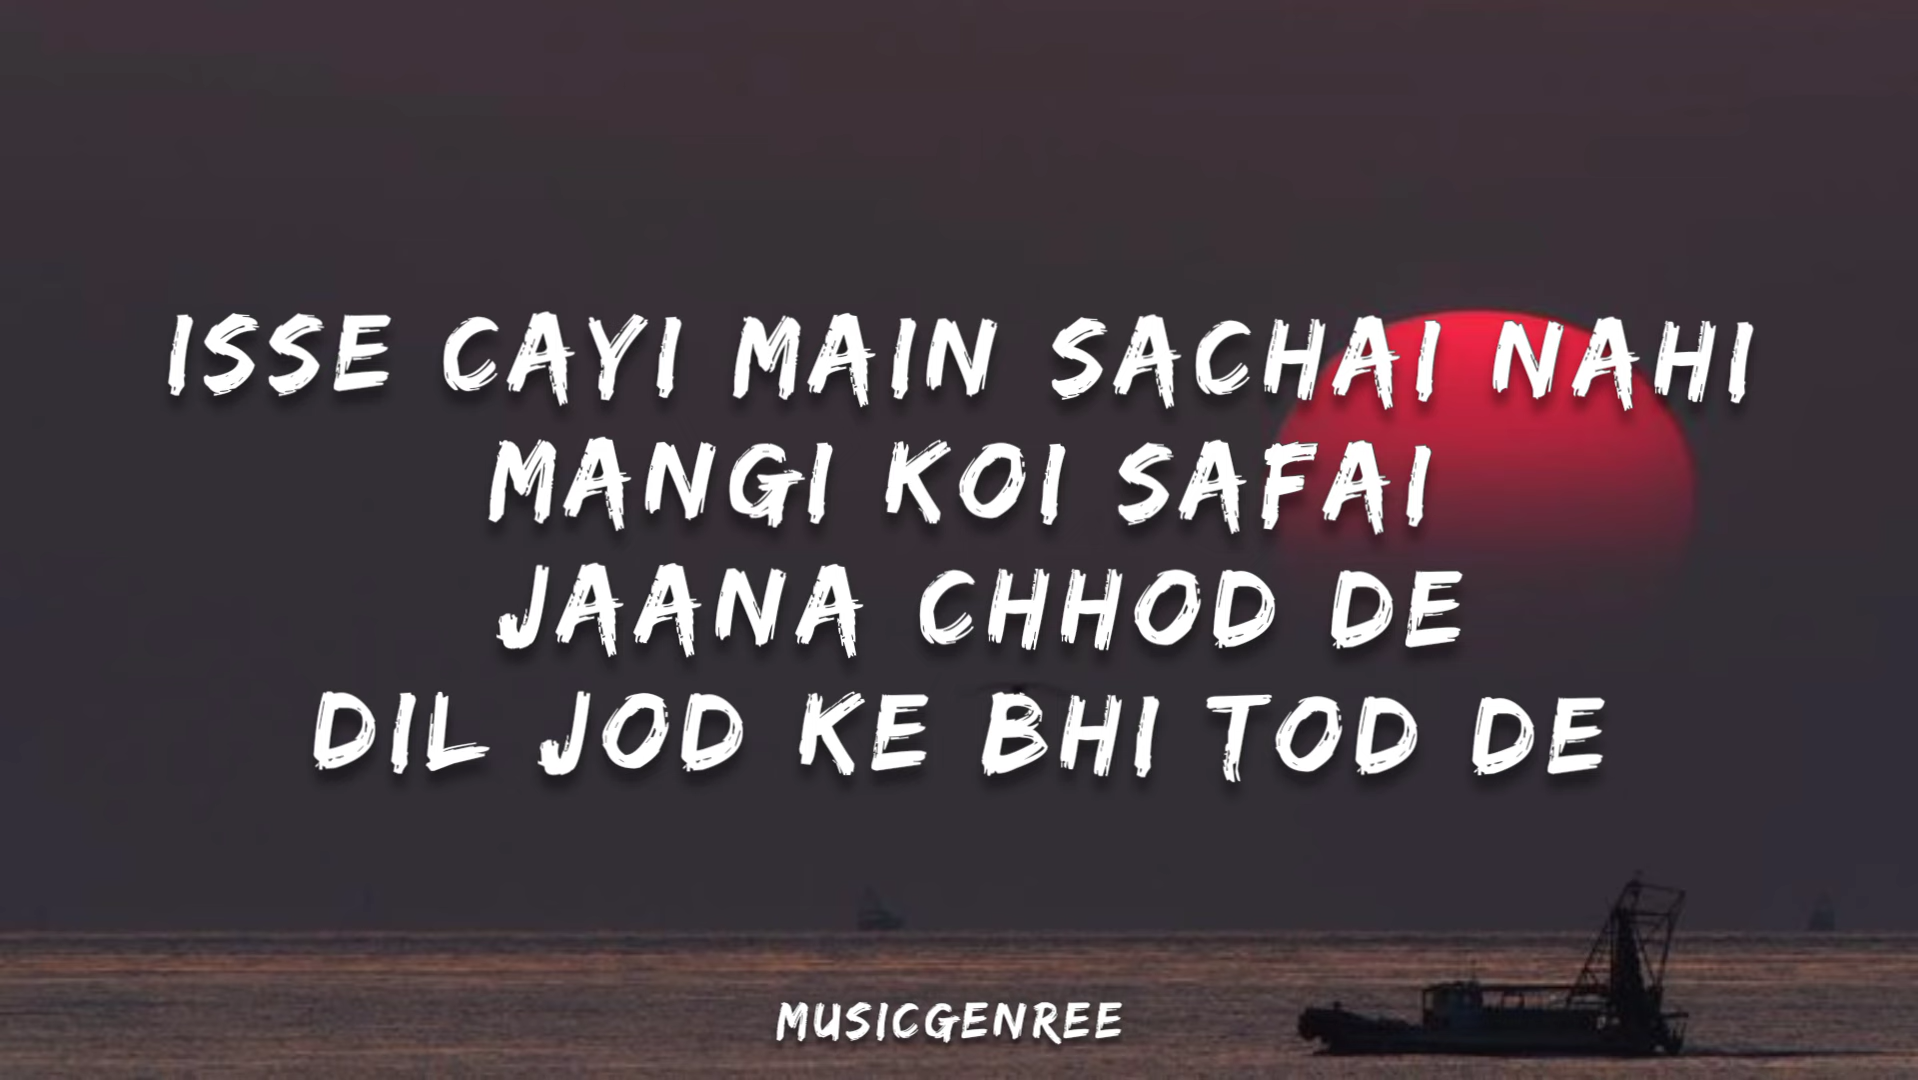 ISSE CAYI MAIN SACHAI NAHI
MANGI KOI SAFAI
JAANA CHHOD DE
DIL JOD KE BHI TOD DE
MUSICGENREE